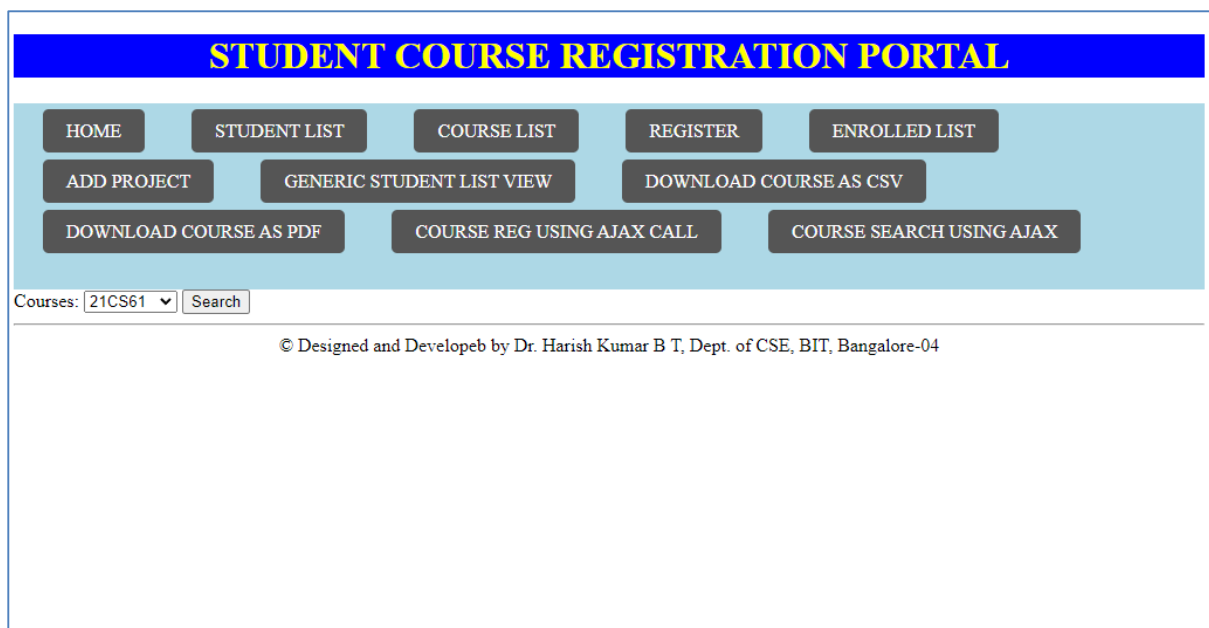 STUDENT COURSE REGISTRATION PORTAL
HOME STUDENT LIST COURSE LIST REGISTER ENROLLED LIST
ADD PROJECT GENERIC STUDENT LIST VIEW DOWNLOAD COURSE AS CSV
DOWNLOAD COURSE AS PDF COURSE REG USING AJAX CALL COURSE SEARCH USING AJAX
Courses: 21CS61 Search
© Designed and Developeb by Dr. Harish Kumar B T, Dept. of CSE, BIT, Bangalore-04